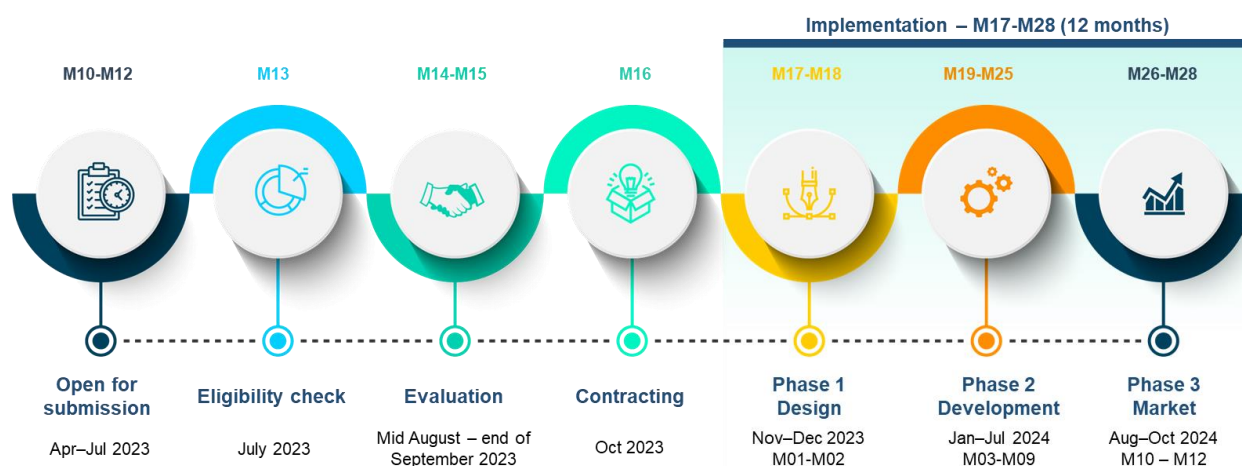 Implementation – M17-M28 (12 months)
M10-M12
M13
M14-M15
M16
M17-M18
M19-M25
M26-M28
Open for
submission
Apr–Jul 2023
Eligibility check
July 2023
Evaluation
Mid August – end of
September 2023
Contracting
Oct 2023
Phase 1
Design
Nov–Dec 2023
M01-M02
Phase 2
Development
Jan–Jul 2024
M03-M09
Phase 3
Market
Aug–Oct 2024
M10 – M12